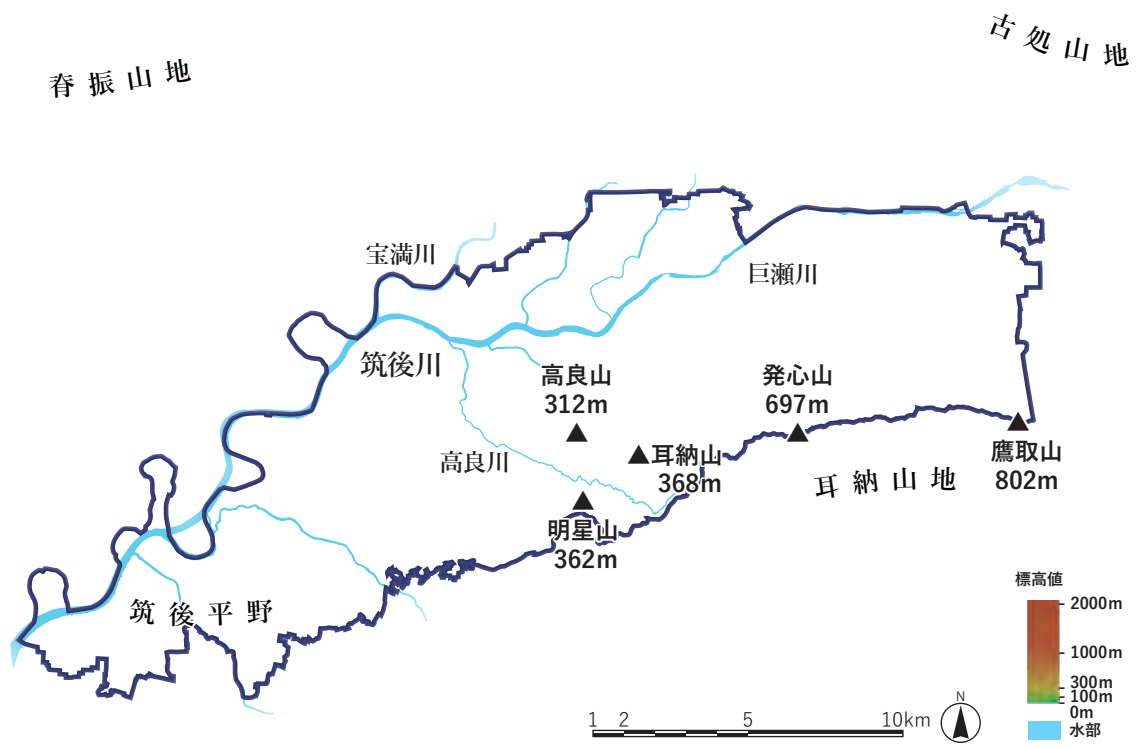 古処山地
脊振山地
宝満川
巨瀬川
筑後川
高良山
312m
発心山
697m
高良川
耳納山
368m
鷹取山
802m
耳納山地
明星山
362m
筑後平野
標高値
2000m
1000m
300m
100m
0m
水部
N
1 2 5 10km